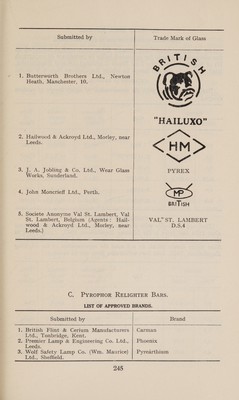 Submitted by Trade Mark of Glass
BRITISH
1. Butterworth Brothers Ltd., Newton
Heath, Manchester, 10.
"HAILUXO"
2. Hailwood & Ackroyd Ltd., Morley, near
Leeds.
HM
3. J. A. Jobling & Co. Ltd., Wear Glass
Works, Sunderland.
PYREX
4. John Moncrieff Ltd., Perth.
MP
BRITISH
5. Societe Anonyme Val St. Lambert, Val
St. Lambert, Belgium (Agents: Hail-
wood & Ackroyd Ltd., Morley, near
Leeds.)
VAL" ST. LAMBERT
D.S.4
C. Pyrophor Relighter Bars.
LIST OF APPROVED BRANDS.
Submitted by Brand
1. British Flint & Cerium Manufacturers
Ltd., Tonbridge, Kent.
Carman
2. Premier Lamp & Engineering Co. Ltd.,
Leeds.
Phoenix
3. Wolf Safety Lamp Co. (Wm. Maurice)
Ltd., Sheffield.
Pyrnärthium
245